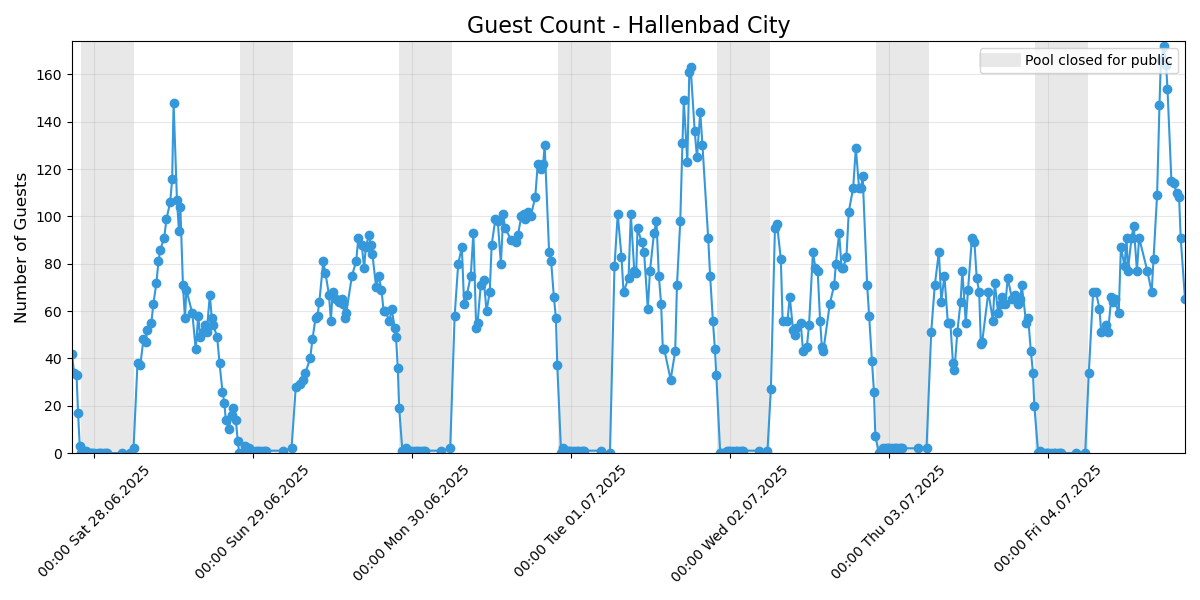 Guest Count - Hallenbad City
Pool closed for public
Number of Guests
160
140
120
100
80
60
40
20
0
00:00 Sat 28.06.2025
00:00 Sun 29.06.2025
00:00 Mon 30.06.2025
00:00 Tue 01.07.2025
00:00 Wed 02.07.2025
00:00 Thu 03.07.2025
00:00 Fri 04.07.2025